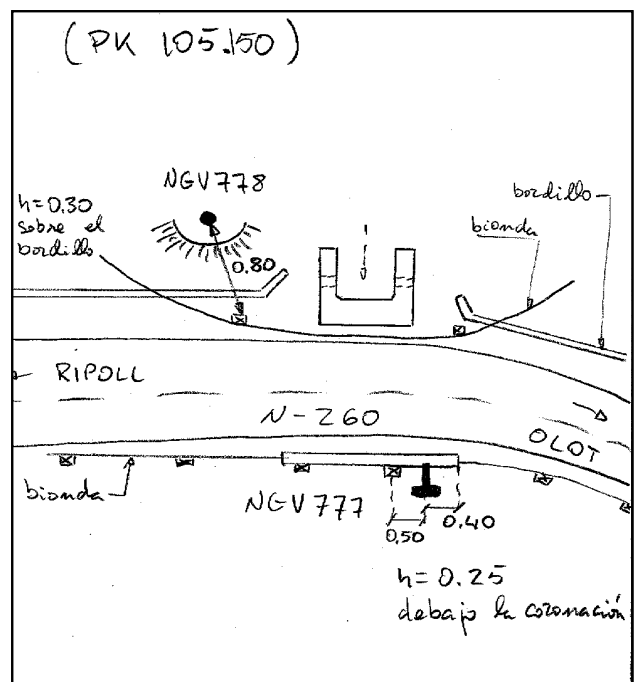 (PK 105.150)
NGV778
h=0.30
sobre el
bordillo
0.80
bordillo
bionda
RIPOLL
N-260
OLOT
bionda
NGV777
0.50
0.40
h=0.25
debajo la coronación